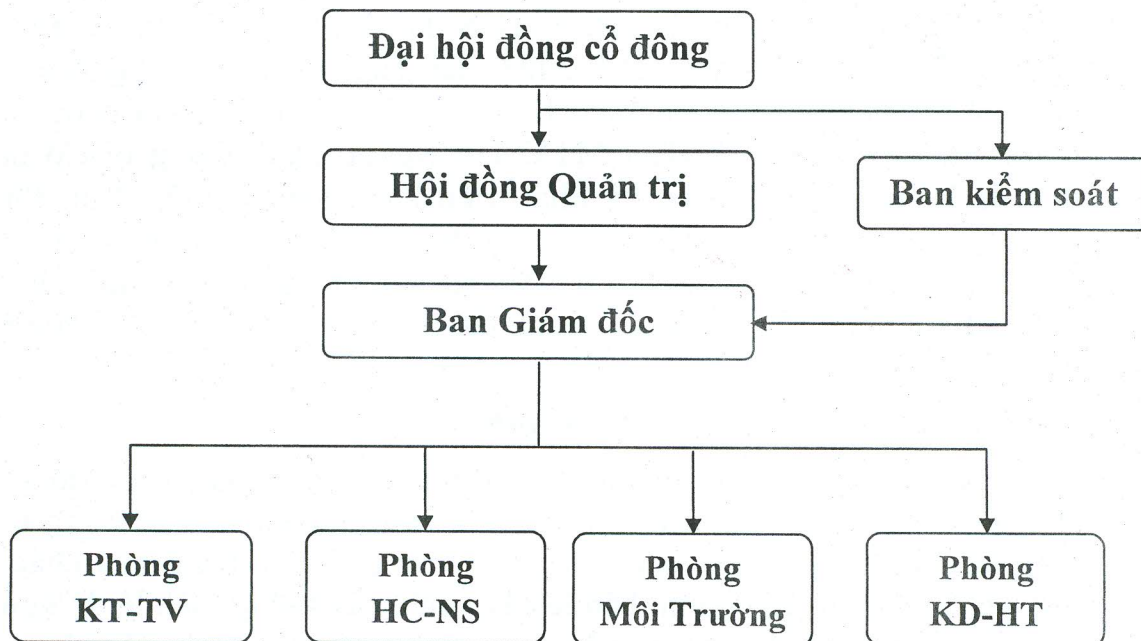 Đại hội đồng cổ đông
Hội đồng Quản trị
Ban kiểm soát
Ban Giám đốc
Phòng
KT-TV
Phòng
HC-NS
Phòng
Môi Trường
Phòng
KD-HT